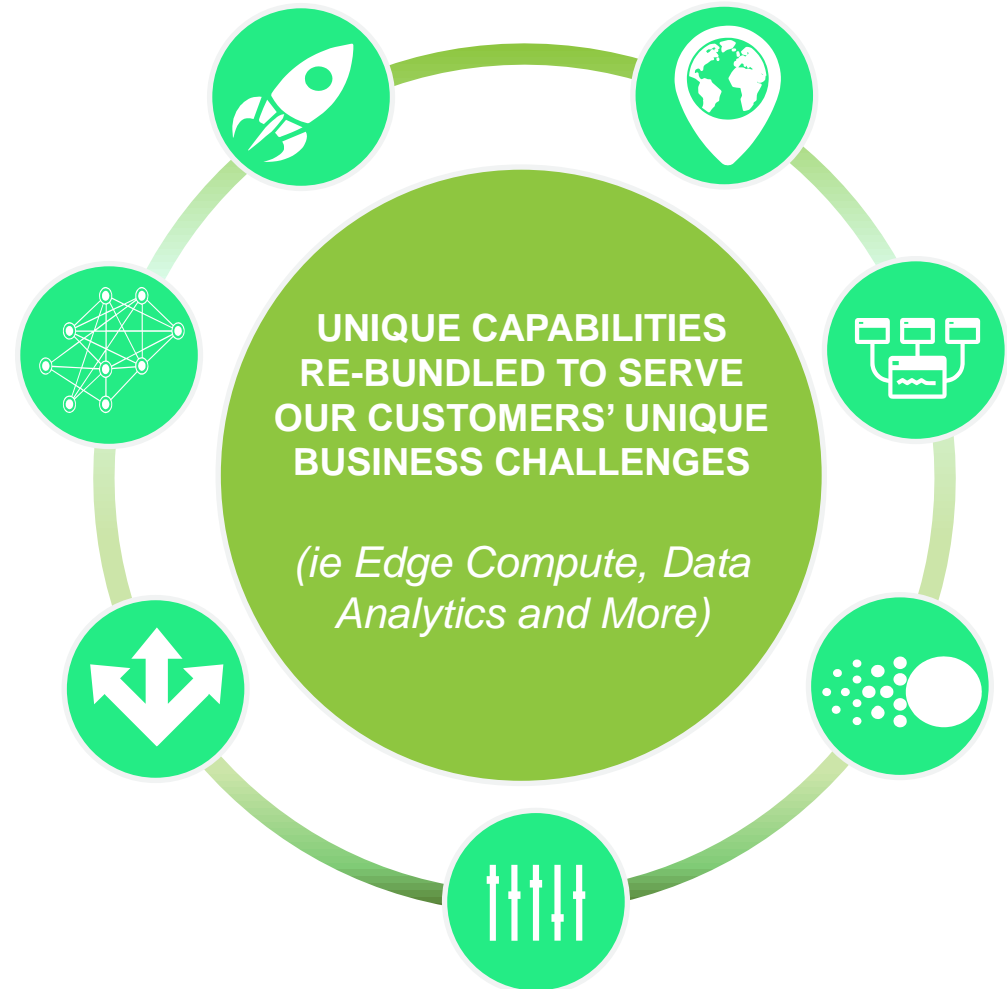 UNIQUE CAPABILITIES
RE-BUNDLED TO SERVE
OUR CUSTOMERS’ UNIQUE
BUSINESS CHALLENGES
(ie Edge Compute, Data
Analytics and More)